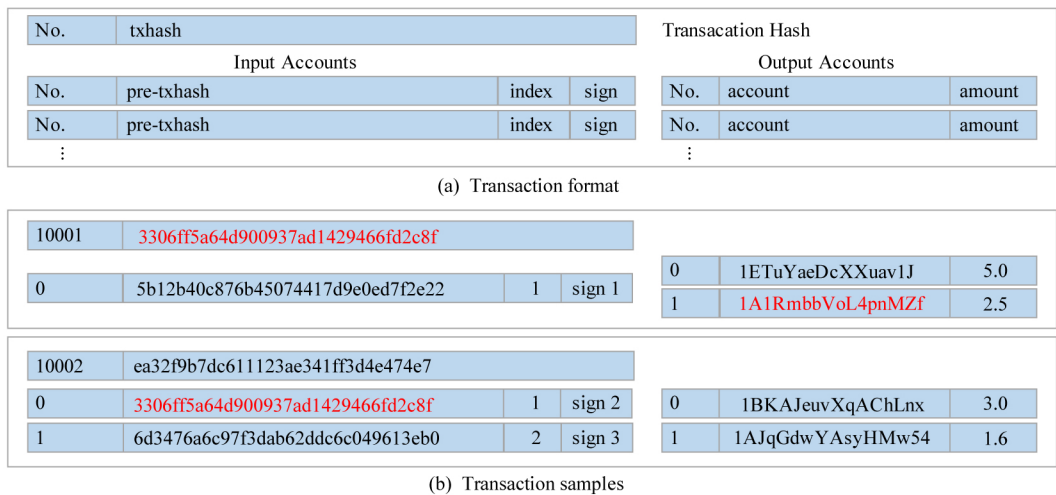 No. txhash Transacation Hash
Input Accounts Output Accounts
No. pre-txhash index sign No. account amount
No. pre-txhash index sign No. account amount
⋮ ⋮
(a) Transaction format
10001 3306ff5a64d900937ad1429466fd2c8f
0 1ETuYaeDcXXuav1J 5.0
0 5b12b40c876b45074417d9e0ed7f2e22 1 sign 1
1 1A1RmbbVoL4pnMZf 2.5
10002 ea32f9b7dc611123ae341ff3d4e474e7
0 3306ff5a64d900937ad1429466fd2c8f 1 sign 2 0 1BKAJeuvXqAChLnx 3.0
1 6d3476a6c97f3dab62ddc6c049613eb0 2 sign 3 1 1AJqGdwYAsyHMw54 1.6
(b) Transaction samples